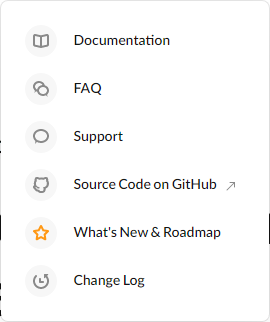 Documentation
FAQ
Support
Source Code on GitHub
What's New & Roadmap
Change Log